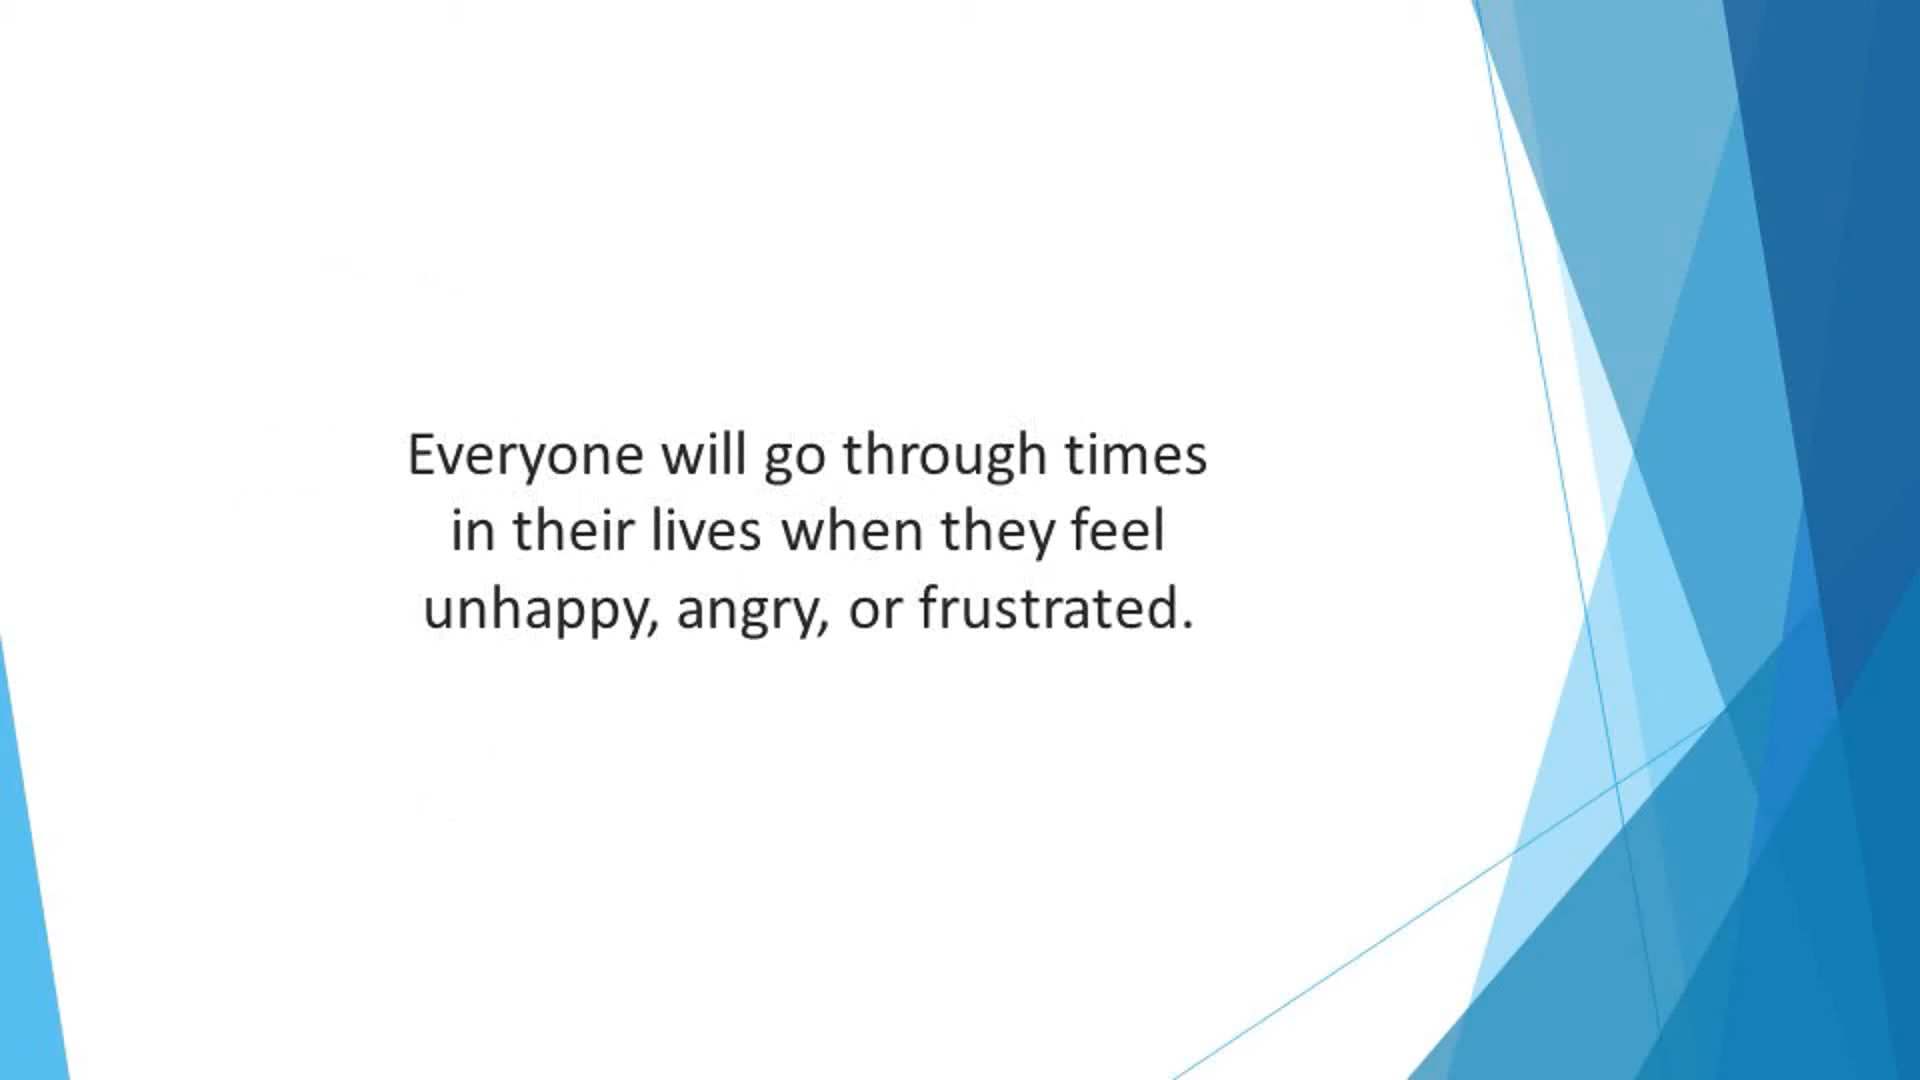 Everyone will go through times
in their lives when they feel
unhappy, angry, or frustrated.